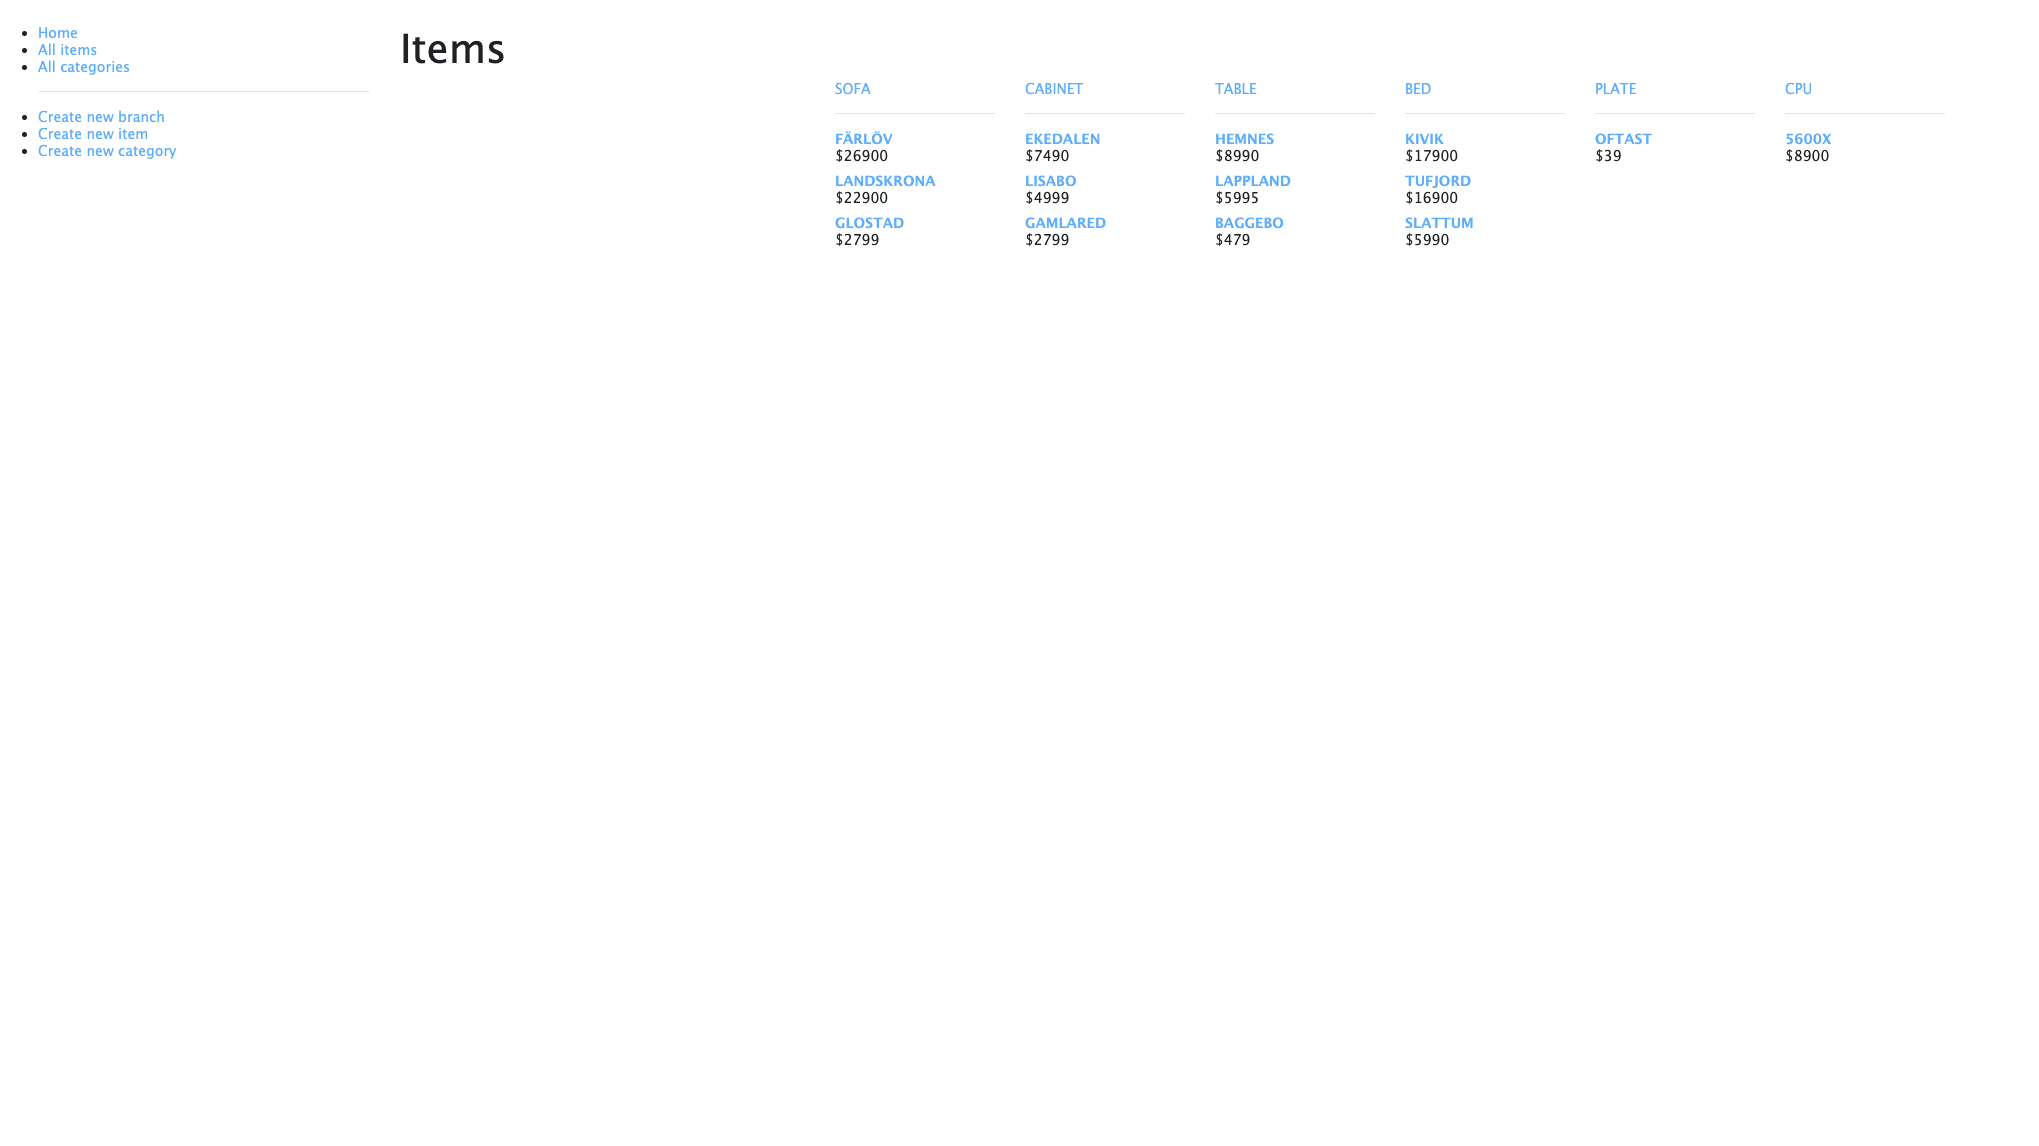 Home
All items
All categories
Create new branch
Create new item
Create new category
Items
SOFA
FÄRLÖV
$26900
LANDSKRONA
$22900
GLOSTAD
$2799
CABINET
EKEDALEN
$7490
LISABO
$4999
GAMLARED
$2799
TABLE
HEMNES
$8990
LAPPLAND
$5995
BAGGEBO
$479
BED
KIVIK
$17900
TUFJORD
$16900
SLATTUM
$5990
PLATE
OFTAST
$39
CPU
5600X
$8900